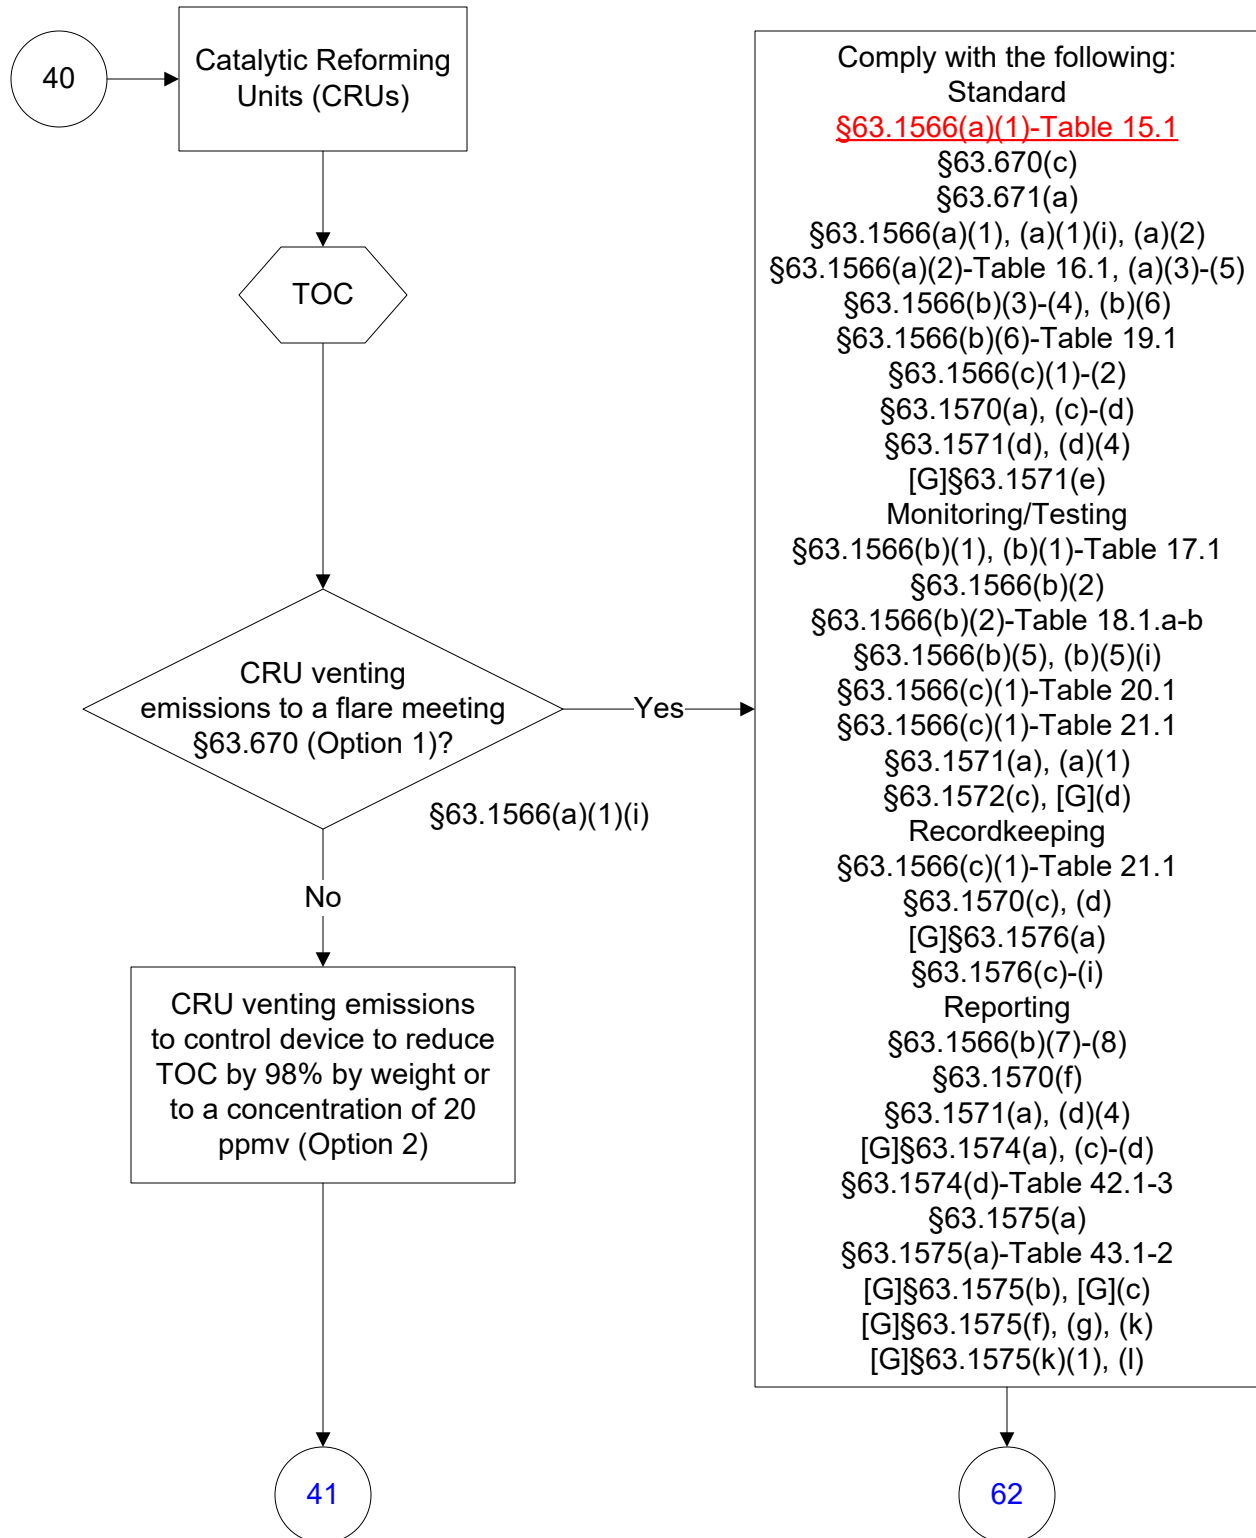 40
Catalytic Reforming
Units (CRUs)
TOC
CRU venting
emissions to a flare meeting
§63.670 (Option 1)?
Yes
§63.1566(a)(1)(i)
No
CRU venting emissions
to control device to reduce
TOC by 98% by weight or
to a concentration of 20
ppmv (Option 2)
41
Comply with the following:
Standard
§63.1566(a)(1)-Table 15.1
§63.670(c)
§63.671(a)
§63.1566(a)(1), (a)(1)(i), (a)(2)
§63.1566(a)(2)-Table 16.1, (a)(3)-(5)
§63.1566(b)(3)-(4), (b)(6)
§63.1566(b)(6)-Table 19.1
§63.1566(c)(1)-(2)
§63.1570(a), (c)-(d)
§63.1571(d), (d)(4)
[G]§63.1571(e)
Monitoring/Testing
§63.1566(b)(1), (b)(1)-Table 17.1
§63.1566(b)(2)
§63.1566(b)(2)-Table 18.1.a-b
§63.1566(b)(5), (b)(5)(i)
§63.1566(c)(1)-Table 20.1
§63.1566(c)(1)-Table 21.1
§63.1571(a), (a)(1)
§63.1572(c), [G](d)
Recordkeeping
§63.1566(c)(1)-Table 21.1
§63.1570(c), (d)
[G]§63.1576(a)
§63.1576(c)-(i)
Reporting
§63.1566(b)(7)-(8)
§63.1570(f)
§63.1571(a), (d)(4)
[G]§63.1574(a), (c)-(d)
§63.1574(d)-Table 42.1-3
§63.1575(a)
§63.1575(a)-Table 43.1-2
[G]§63.1575(b), [G](c)
[G]§63.1575(f), (g), (k)
[G]§63.1575(k)(1), (l)
62